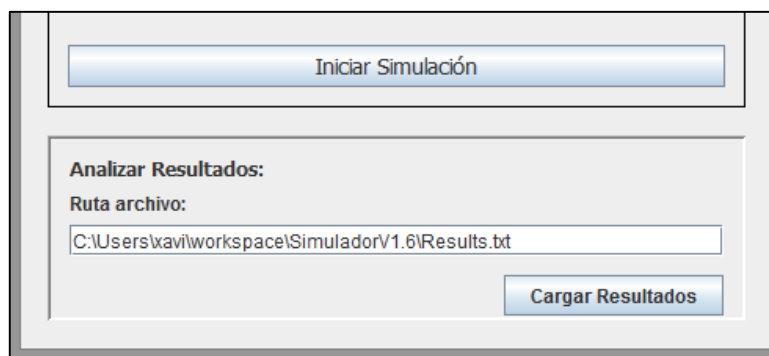 Iniciar Simulación
Analizar Resultados:
Ruta archivo:
C:\Users\xavi\workspace\SimuladorV1.6\Results.txt
Cargar Resultados